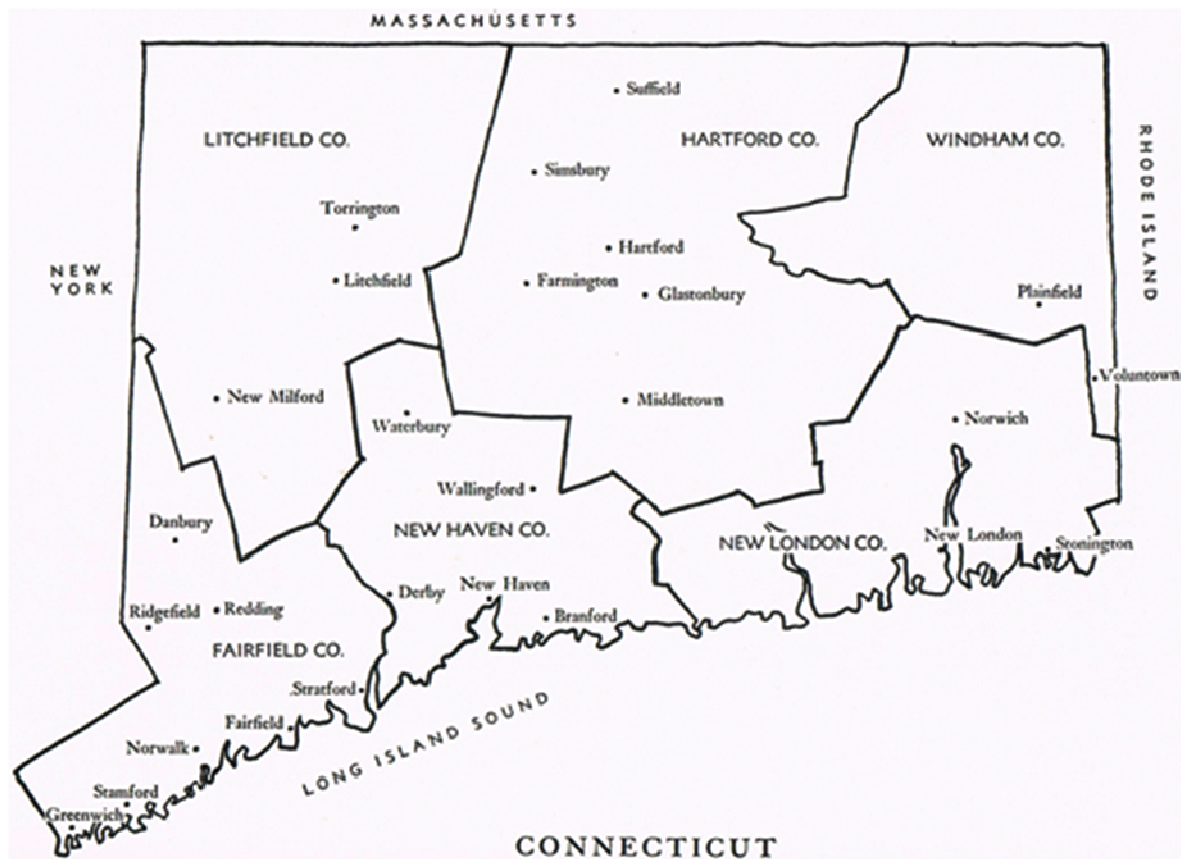 MASSACHUSETTS
Suffield
LITCHFIELD CO.
HARTFORD CO.
WINDHAM CO.
RHODE ISLAND
Simsbury
Torrington
Hartford
NEW
YORK
Litchfield
Farmington
Glastonbury
Plainfield
Voluntown
New Milford
Middletown
Waterbury
Norwich
Wallingford
Danbury
NEW HAVEN CO.
NEW LONDON CO.
New London
Stonington
Derby
New Haven
Ridgefield
Redding
Branford
FAIRFIELD CO.
Stratford
LONG ISLAND SOUND
Fairfield
Norwalk
Stamford
Greenwich
CONNECTICUT